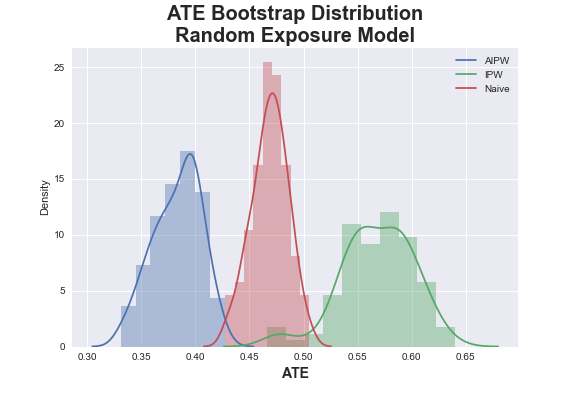 ATE Bootstrap Distribution
Random Exposure Model
AIPW
IPW
Naive
Density
25
20
15
10
5
0
0.30 0.35 0.40 0.45 0.50 0.55 0.60 0.65
ATE